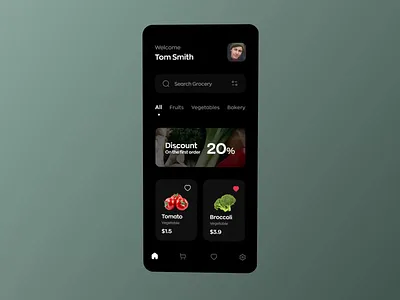 Welcome
Tom Smith
Search Grocery
All Fruits Vegetables Bakery
Discount
On the first order
20%
Tomato
Vegetable
$1.5
Broccoli
Vegetable
$3.9